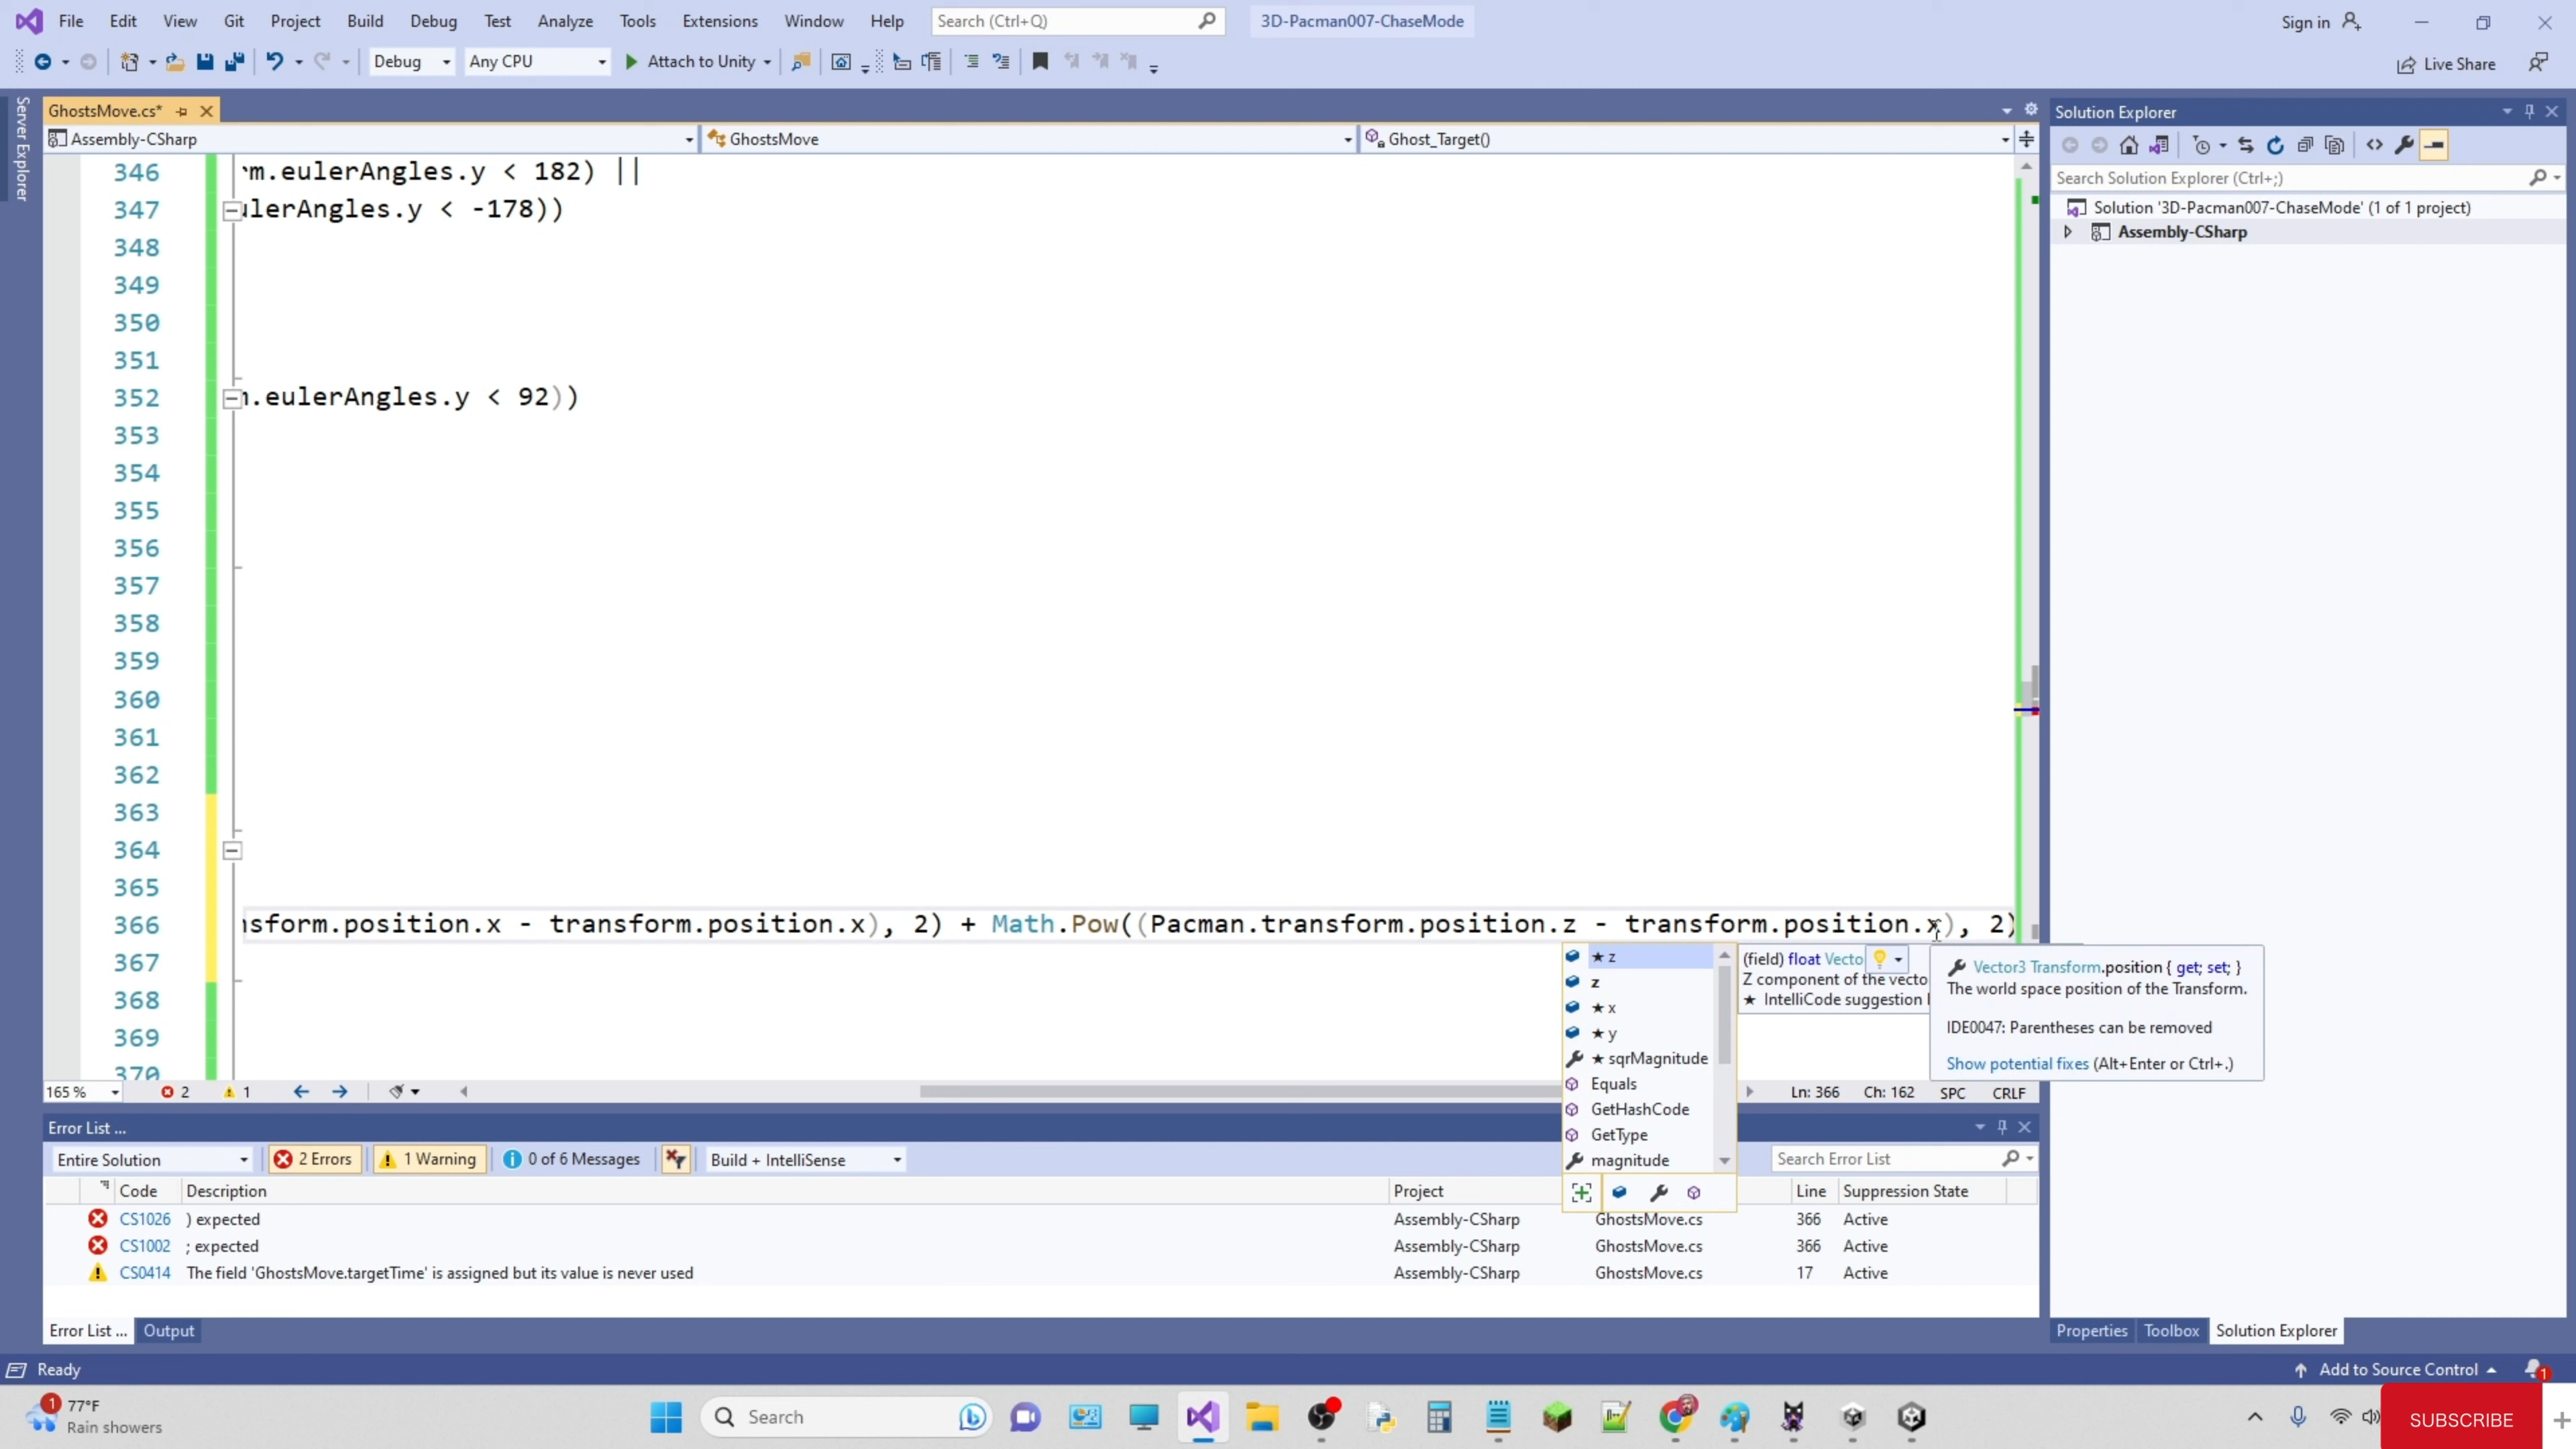 File Edit View Git Project Build Debug Test Analyze Tools Extensions Window Help Search (Ctrl+Q) 3D-Pacman007-ChaseMode Sign in
Debug Any CPU Attach to Unity Live Share
Server Explorer
GhostsMove.cs*
Assembly-CSharp GhostsMove Ghost_Target()
346 rm.eulerAngles.y < 182) ||
347 ulerAngles.y < -178))
348
349
350
351
352 m.eulerAngles.y < 92))
353
354
355
356
357
358
359
360
361
362
363
364
365
366 nsform.position.x - transform.position.x), 2) + Math.Pow((Pacman.transform.position.z - transform.position.x), 2)
367
368
369
370
★ z
z
★ x
★ y
★ sqrMagnitude
Equals
GetHashCode
GetType
magnitude
(field) float Vecto
Z component of the vecto
★ IntelliCode suggestion
Vector3 Transform.position { get; set; }
The world space position of the Transform.
IDE0047: Parentheses can be removed
Show potential fixes (Alt+Enter or Ctrl+.)
165 % 2 1 Ln: 366 Ch: 162 SPC CRLF
Error List ...
Entire Solution 2 Errors 1 Warning 0 of 6 Messages Build + IntelliSense Search Error List
Code Description Project Line Suppression State
CS1026 ) expected Assembly-CSharp GhostsMove.cs 366 Active
CS1002 ; expected Assembly-CSharp GhostsMove.cs 366 Active
CS0414 The field 'GhostsMove.targetTime' is assigned but its value is never used Assembly-CSharp GhostsMove.cs 17 Active
Error List ... Output
Solution Explorer
Search Solution Explorer (Ctrl+;)
Solution '3D-Pacman007-ChaseMode' (1 of 1 project)
Assembly-CSharp
Properties Toolbox Solution Explorer
Ready Add to Source Control 1
1 77°F
Rain showers
Search
SUBSCRIBE